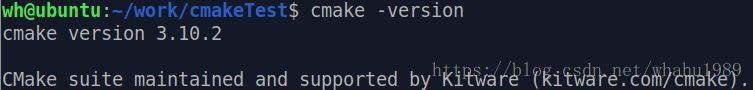 wh@ubuntu:~/work/cmakeTest$ cmake -version
cmake version 3.10.2
CMake suite maintained and supported by Kitware (kitware.com/cmake).
https://blog.csdn.net/whahu1989